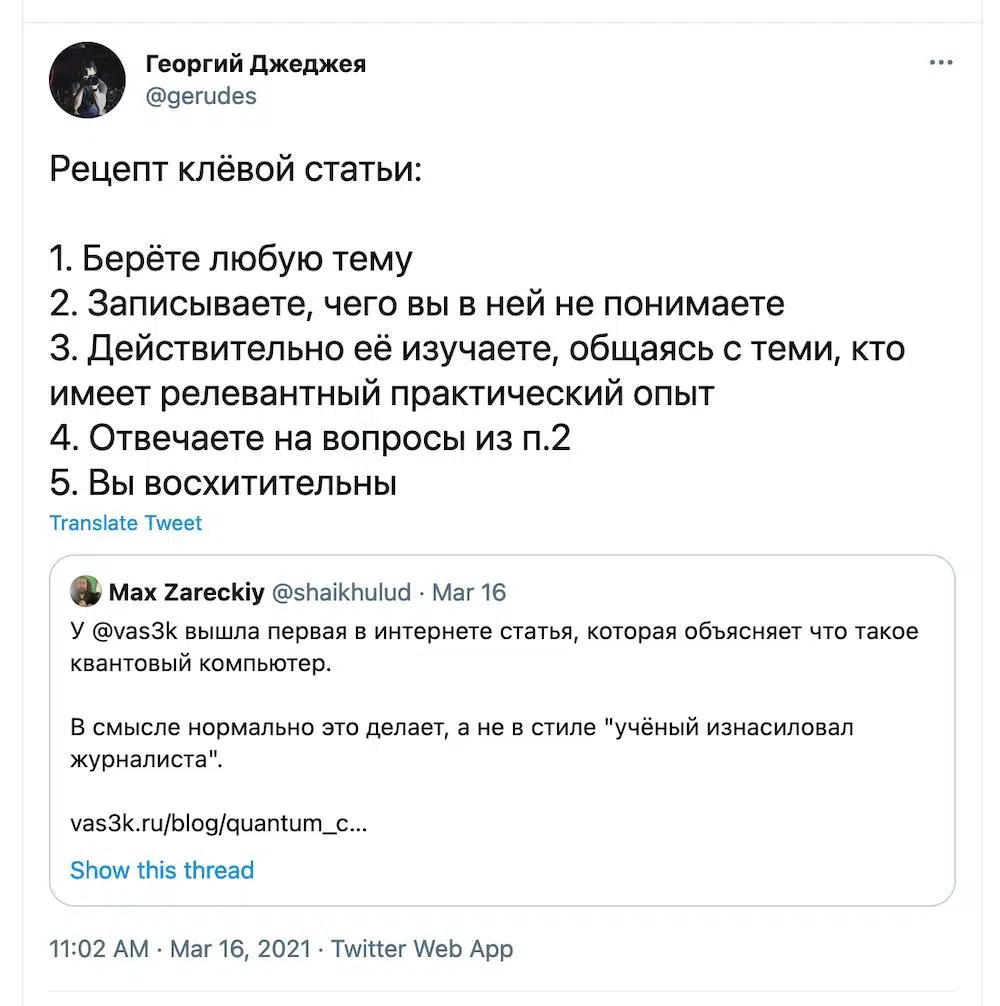 Георгий Джеджея
@gerudes
Рецепт клёвой статьи:
1. Берёте любую тему
2. Записываете, чего вы в ней не понимаете
3. Действительно её изучаете, общаясь с теми, кто
имеет релевантный практический опыт
4. Отвечаете на вопросы из п.2
5. Вы восхитительны
Translate Tweet
Max Zareckiy @shaikhulud · Mar 16
У @vas3k вышла первая в интернете статья, которая объясняет что такое
квантовый компьютер.
В смысле нормально это делает, а не в стиле "учёный изнасиловал
журналиста".
vas3k.ru/blog/quantum_c...
Show this thread
11:02 AM · Mar 16, 2021 · Twitter Web App